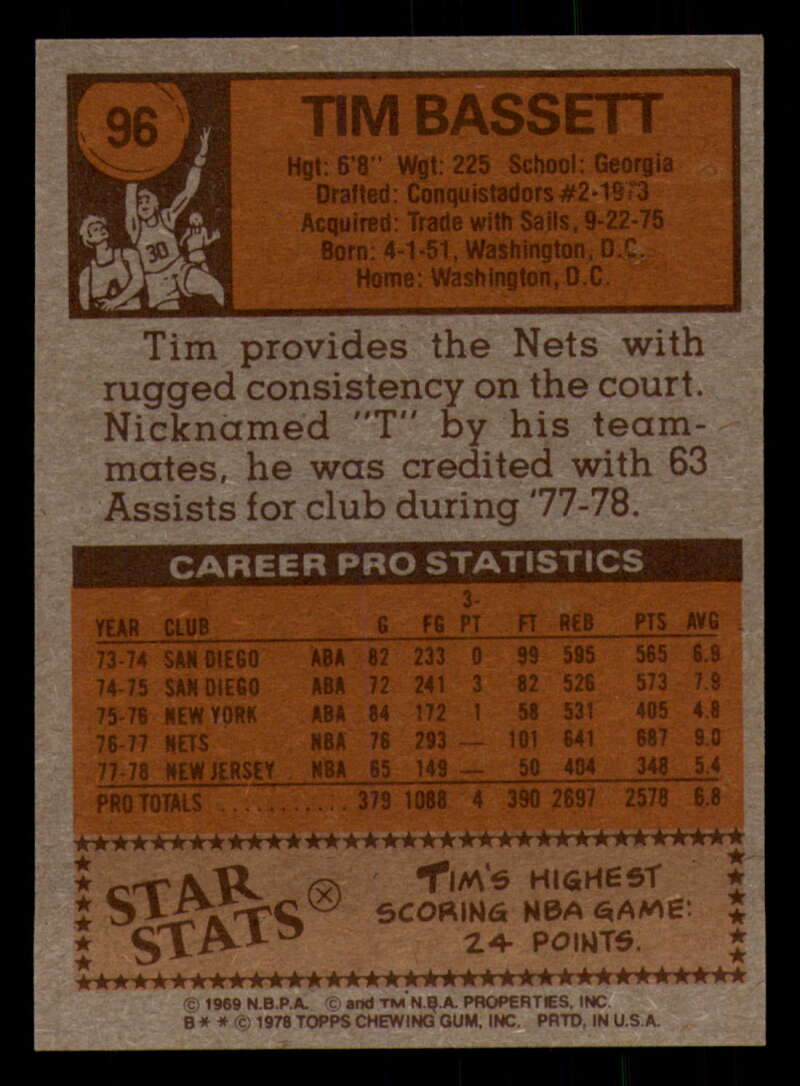 96
TIM BASSETT
Hgt: 6'8" Wgt: 225 School: Georgia
Drafted: Conquistadors #2-1973
Acquired: Trade with Sails, 9-22-75
Born: 4-1-51, Washington, D.C.
Home: Washington, D.C.
30
Tim provides the Nets with
rugged consistency on the court.
Nicknamed "T" by his team-
mates, he was credited with 63
Assists for club during '77-78.
CAREER PRO STATISTICS
YEAR CLUB G FG 3-PT FT REB PTS AVG
73-74 SAN DIEGO ABA 82 233 0 99 595 565 6.9
74-75 SAN DIEGO ABA 72 241 3 82 526 573 7.9
75-76 NEW YORK ABA 84 172 1 58 531 405 4.8
76-77 NETS NBA 76 293 — 101 641 687 9.0
77-78 NEW JERSEY NBA 65 149 — 50 404 348 5.4
PRO TOTALS ........... 379 1088 4 390 2697 2578 6.8
STAR STATS
TIM'S HIGHEST
SCORING NBA GAME:
24 POINTS.
© 1969 N.B.P.A. © and TM N.B.A. PROPERTIES, INC.
B* * © 1978 TOPPS CHEWING GUM, INC. PRTD, IN U.S.A.